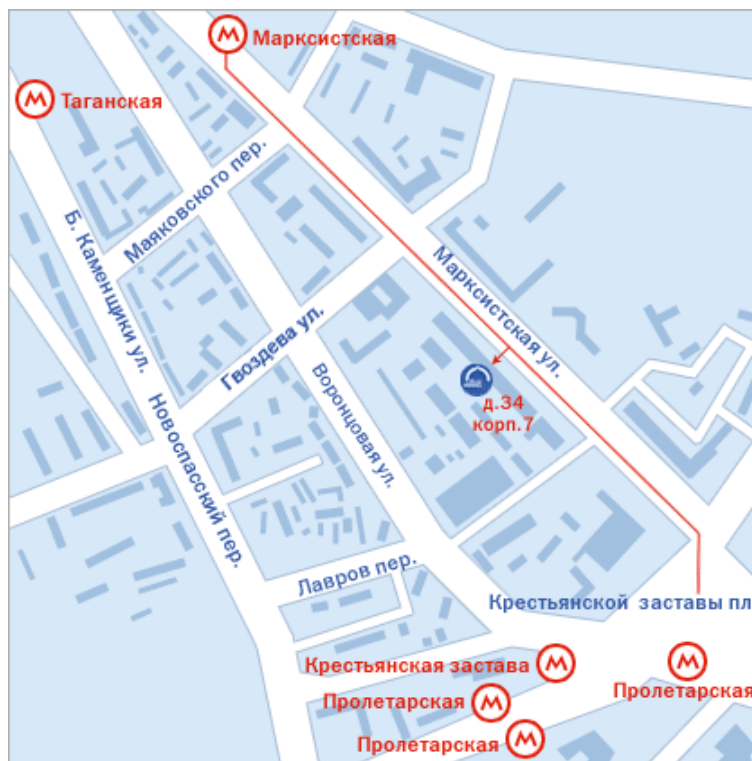 Марксистская
Таганская
Маяковского пер.
Б. Каменщики ул.
Марксистская ул.
Гвоздева ул.
Воронцовая ул.
д.34
корп.7
Новоспасский пер.
Лавров пер.
Крестьянской заставы пл
Крестьянская застава
Пролетарская
Пролетарская
Пролетарская